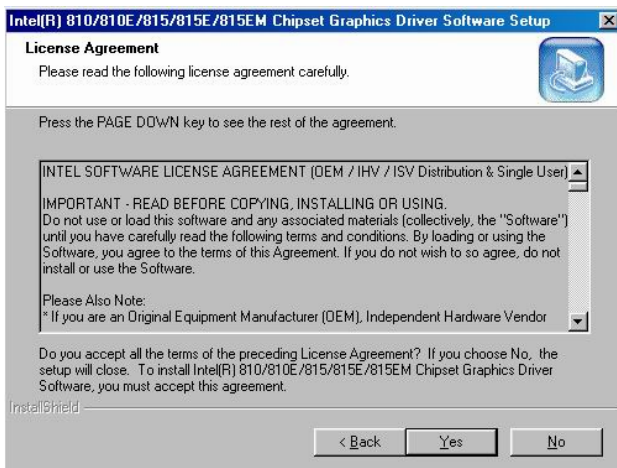 Intel(R) 810/810E/815/815E/815EM Chipset Graphics Driver Software Setup
License Agreement
Please read the following license agreement carefully.
Press the PAGE DOWN key to see the rest of the agreement.
INTEL SOFTWARE LICENSE AGREEMENT (OEM / IHV / ISV Distribution & Single User)
IMPORTANT - READ BEFORE COPYING, INSTALLING OR USING.
Do not use or load this software and any associated materials (collectively, the "Software")
until you have carefully read the following terms and conditions. By loading or using the
Software, you agree to the terms of this Agreement. If you do not wish to so agree, do not
install or use the Software.
Please Also Note:
* If you are an Original Equipment Manufacturer (OEM), Independent Hardware Vendor
Do you accept all the terms of the preceding License Agreement? If you choose No, the
setup will close. To install Intel(R) 810/810E/815/815E/815EM Chipset Graphics Driver
Software, you must accept this agreement.
InstallShield
< Back
Yes
No